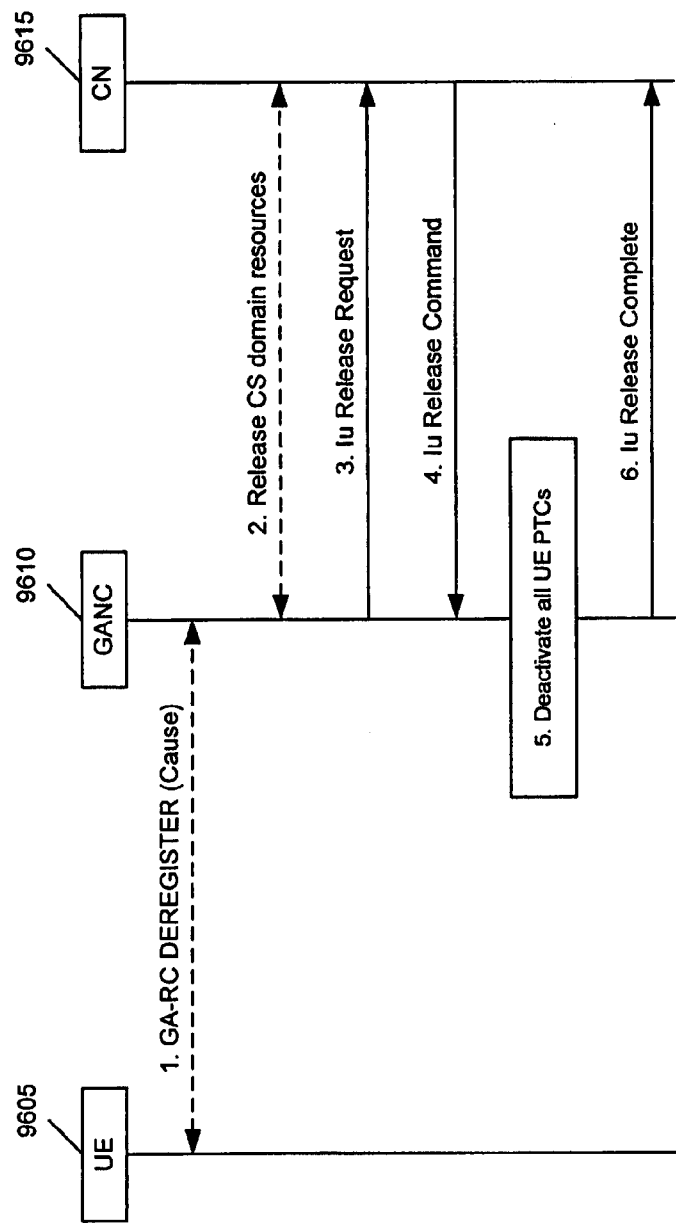 9605
9610
9615
UE
GANC
CN
1. GA-RC DEREGISTER (Cause)
2. Release CS domain resources
3. Iu Release Request
4. Iu Release Command
5. Deactivate all UE PTCs
6. Iu Release Complete